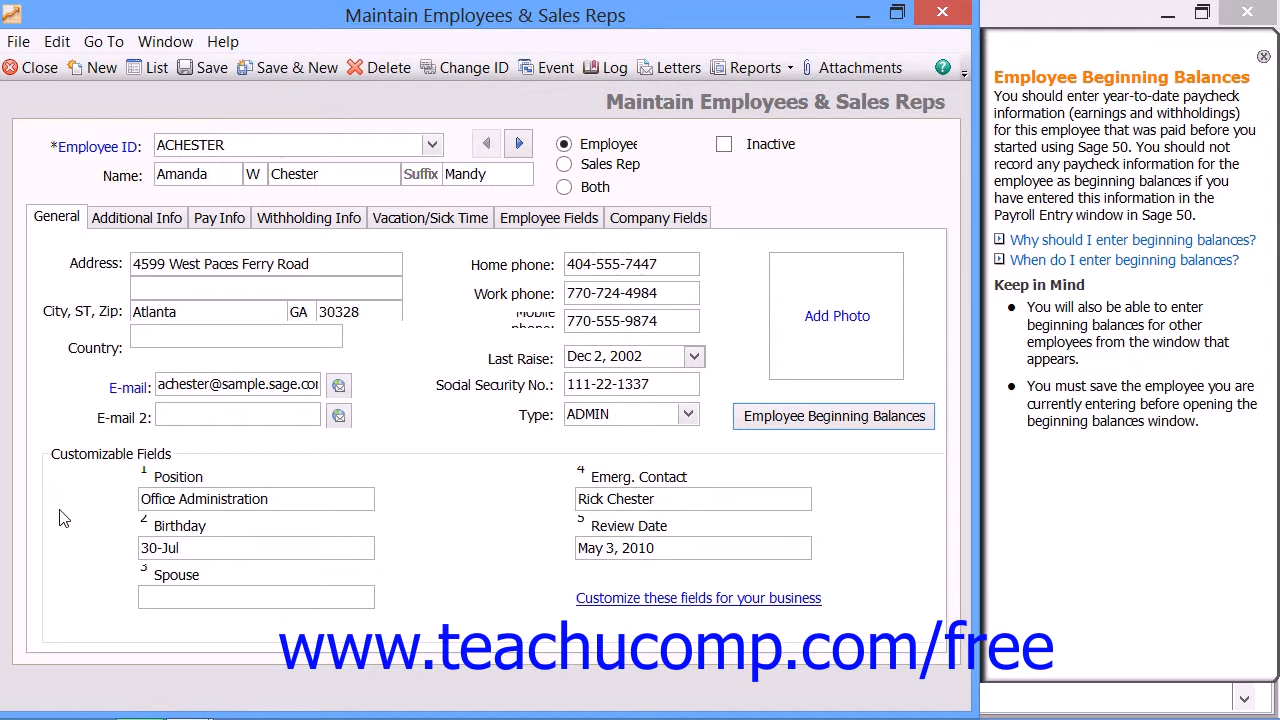 Maintain Employees & Sales Reps
File Edit Go To Window Help
Close New List Save Save & New Delete Change ID Event Log Letters Reports Attachments
Maintain Employees & Sales Reps
*Employee ID: ACHESTER
Employee
Inactive
Name: Amanda W Chester Suffix Mandy
Sales Rep
Both
General Additional Info Pay Info Withholding Info Vacation/Sick Time Employee Fields Company Fields
Address: 4599 West Paces Ferry Road
City, ST, Zip: Atlanta GA 30328
Country:
E-mail: achester@sample.sage.cor
E-mail 2:
Home phone: 404-555-7447
Work phone: 770-724-4984
Mobile
phone: 770-555-9874
Last Raise: Dec 2, 2002
Social Security No.: 111-22-1337
Type: ADMIN
Add Photo
Employee Beginning Balances
Customizable Fields
1 Position
Office Administration
2 Birthday
30-Jul
3 Spouse
4 Emerg. Contact
Rick Chester
5 Review Date
May 3, 2010
Customize these fields for your business
www.teachucomp.com/free
Employee Beginning Balances
You should enter year-to-date paycheck
information (earnings and withholdings)
for this employee that was paid before you
started using Sage 50. You should not
record any paycheck information for the
employee as beginning balances if you
have entered this information in the
Payroll Entry window in Sage 50.
Why should I enter beginning balances?
When do I enter beginning balances?
Keep in Mind
● You will also be able to enter
beginning balances for other
employees from the window that
appears.
● You must save the employee you are
currently entering before opening the
beginning balances window.